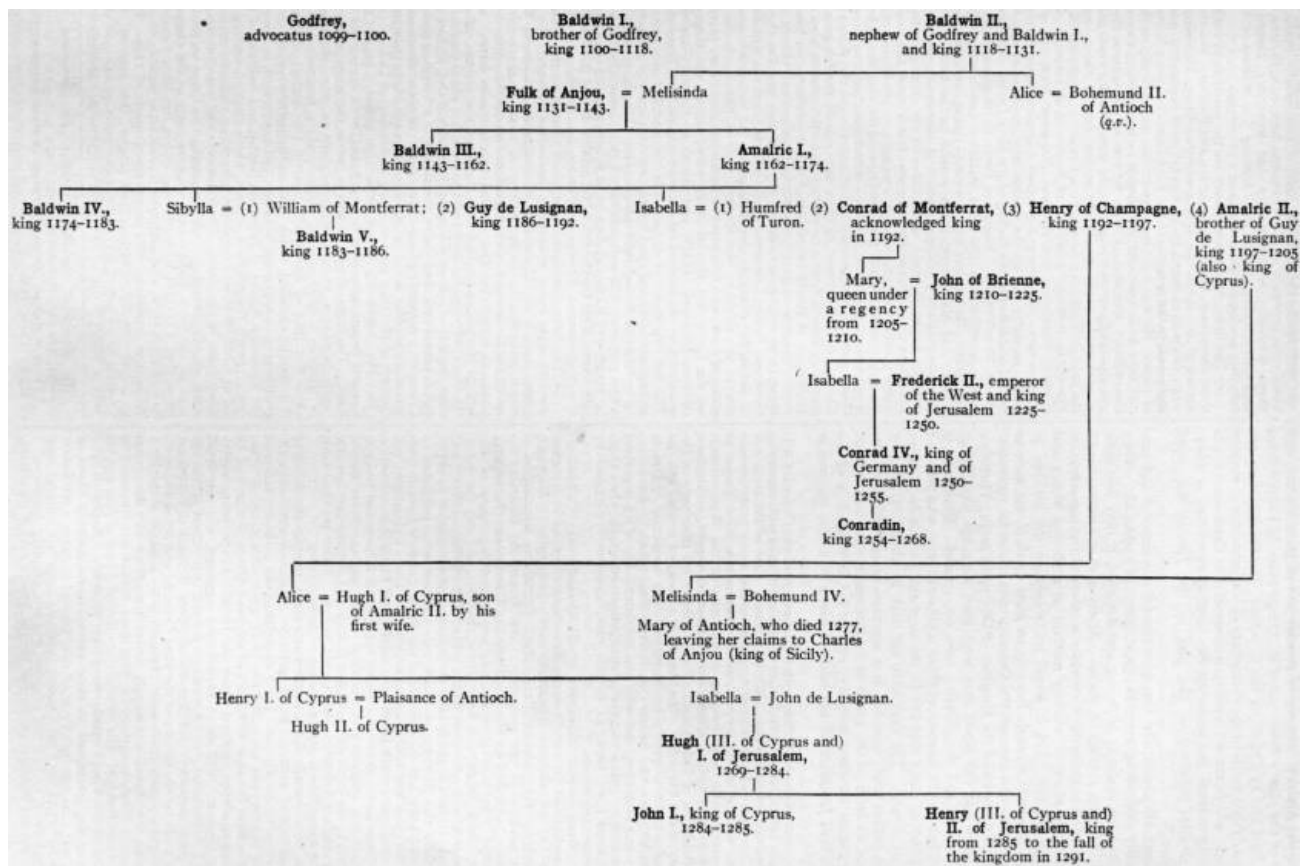 Godfrey,
advocatus 1099–1100.
Baldwin I.,
brother of Godfrey,
king 1100–1118.
Baldwin II.,
nephew of Godfrey and Baldwin I.,
and king 1118–1131.
Fulk of Anjou, = Melisinda
king 1131–1143.
Alice = Bohemund II.
of Antioch
(q.v.).
Baldwin III.,
king 1143–1162.
Amalric I.,
king 1162–1174.
Baldwin IV.,
king 1174–1183.
Sibylla = (1) William of Montferrat; (2) Guy de Lusignan,
king 1186–1192.
Baldwin V.,
king 1183–1186.
Isabella = (1) Humfred (2) Conrad of Montferrat, (3) Henry of Champagne, (4) Amalric II.,
of Turon.
acknowledged king
in 1192.
king 1192–1197.
brother of Guy
de Lusignan,
king 1197–1205
(also king of
Cyprus).
Mary, = John of Brienne,
queen under
a regency
from 1205–
1210.
king 1210–1225.
Isabella = Frederick II., emperor
of the West and king
of Jerusalem 1225–
1250.
Conrad IV., king of
Germany and of
Jerusalem 1250–
1255.
Conradin,
king 1254–1268.
Alice = Hugh I. of Cyprus, son
of Amalric II. by his
first wife.
Melisinda = Bohemund IV.
Mary of Antioch, who died 1277,
leaving her claims to Charles
of Anjou (king of Sicily).
Henry I. of Cyprus = Plaisance of Antioch.
Hugh II. of Cyprus.
Isabella = John de Lusignan.
Hugh (III. of Cyprus and)
I. of Jerusalem,
1269–1284.
John I., king of Cyprus,
1284–1285.
Henry (III. of Cyprus and)
II. of Jerusalem, king
from 1285 to the fall of
the kingdom in 1291.